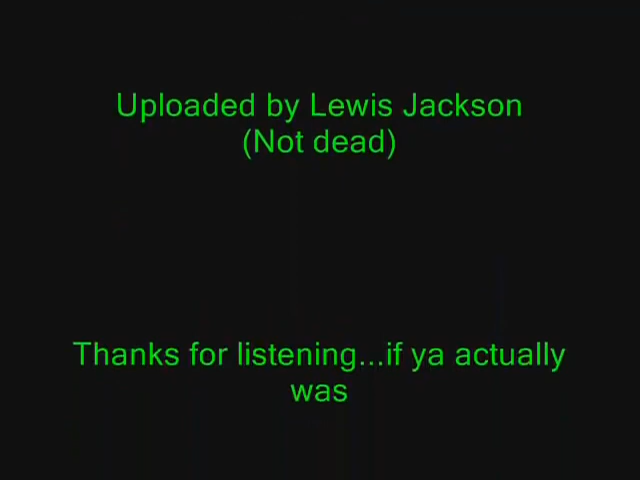 Uploaded by Lewis Jackson
(Not dead)
Thanks for listening...if ya actually
was